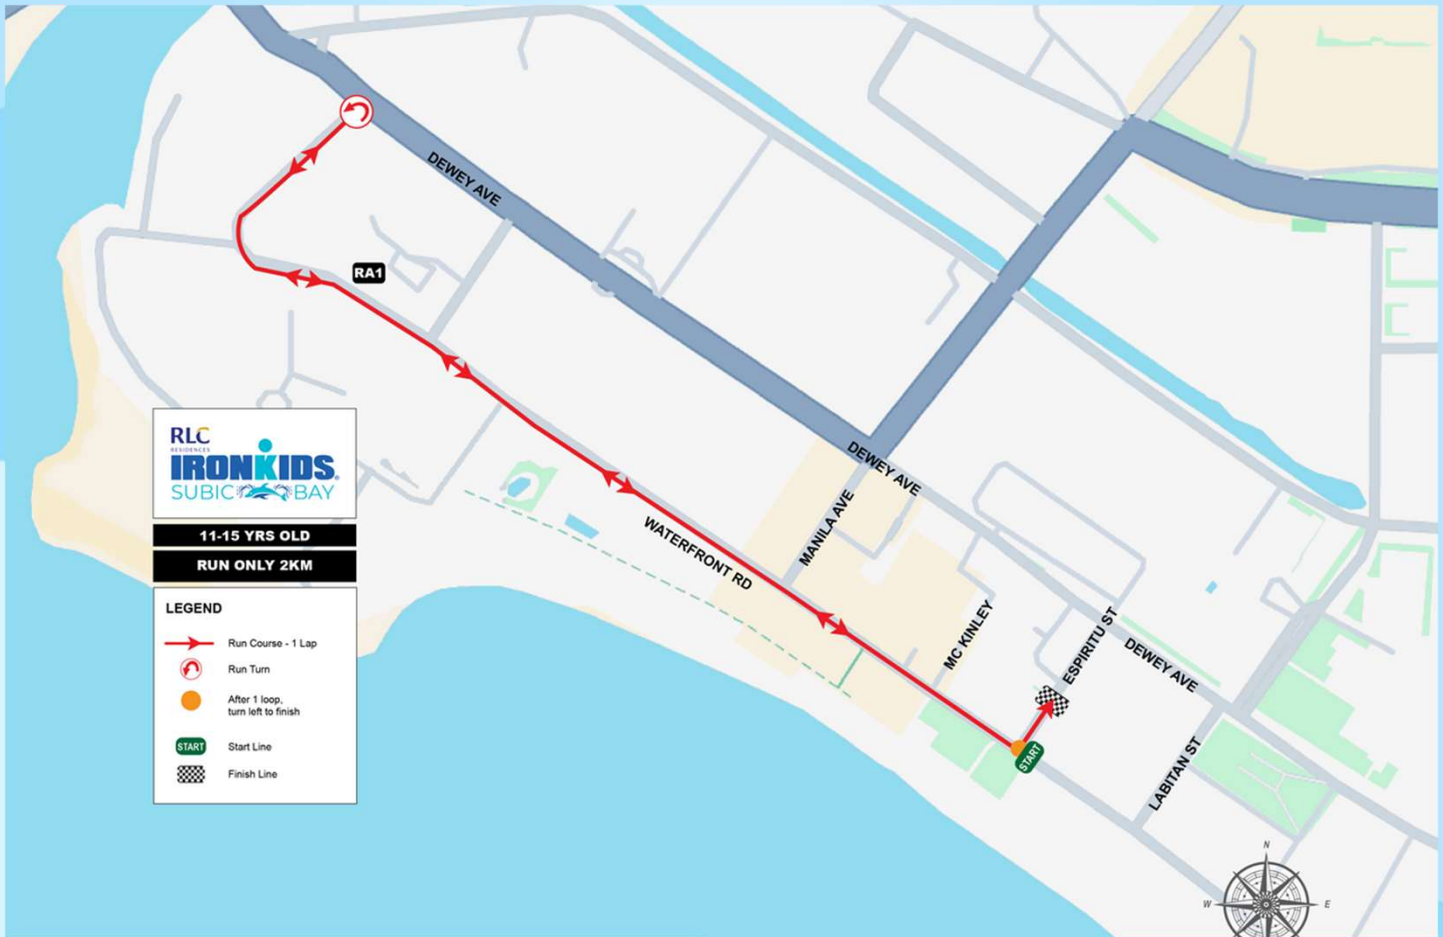 DEWEY AVE
RA1
RLC
RESIDENCES
IRONKIDS®
SUBIC BAY
11-15 YRS OLD
RUN ONLY 2KM
LEGEND
Run Course - 1 Lap
Run Turn
After 1 loop,
turn left to finish
START
Start Line
Finish Line
DEWEY AVE
MANILA AVE
WATERFRONT RD
MC KINLEY
ESPIRITU ST
DEWEY AVE
START
LABITAN ST
N
W
E